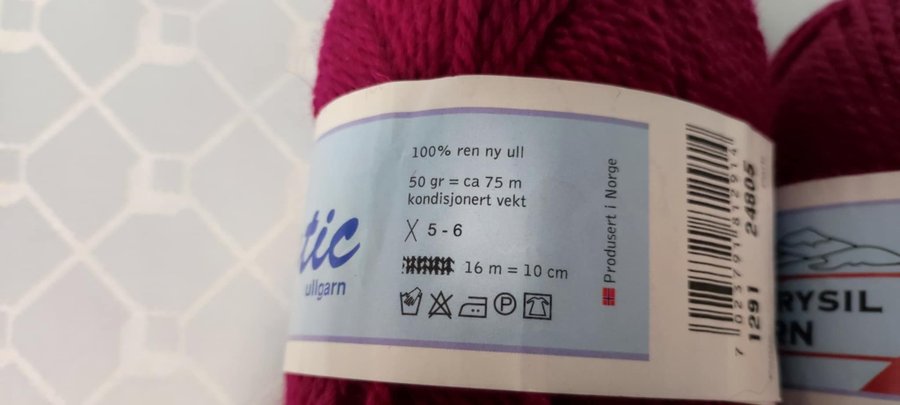 100% ren ny ull
50 gr = ca 75 m
kondisjonert vekt
5 - 6
16 m = 10 cm
tic
ullgarn
Produsert i Norge
1291 24805
RYSIL
RN